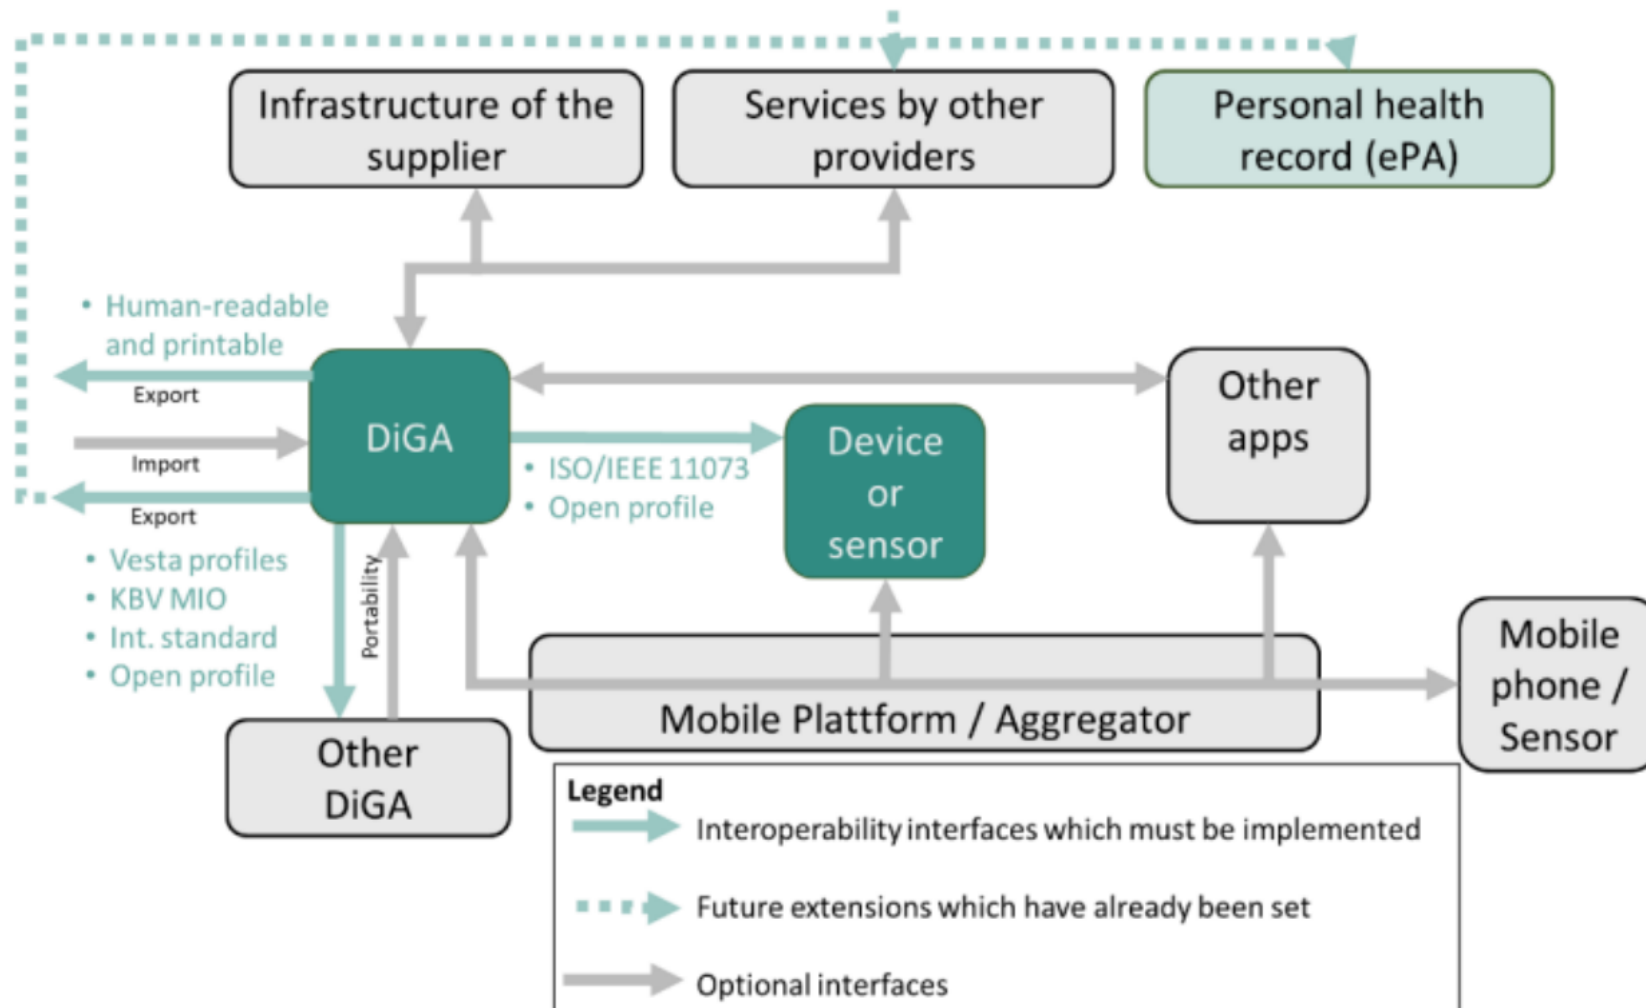 Infrastructure of the
supplier
Services by other
providers
Personal health
record (ePA)
• Human-readable
and printable
Export
Import
Export
DiGA
• ISO/IEEE 11073
• Open profile
Device
or
sensor
Other
apps
• Vesta profiles
• KBV MIO
• Int. standard
• Open profile
Portability
Mobile Plattform / Aggregator
Mobile
phone /
Sensor
Other
DiGA
Legend
Interoperability interfaces which must be implemented
Future extensions which have already been set
Optional interfaces